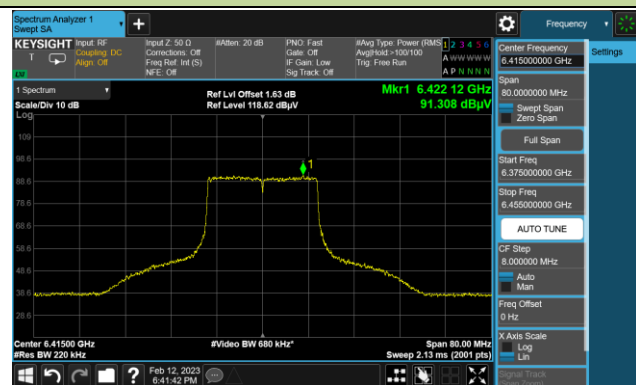 Spectrum Analyzer 1
Swept SA
+
Frequency
KEYSIGHT
Input: RF
Coupling: DC
Align: Off
Input Z: 50 Ω
Corrections: Off
Freq Ref: Int (S)
NFE: Off
#Atten: 20 dB
PNO: Fast
Gate: Off
IF Gain: Low
Sig Track: Off
#Avg Type: Power (RMS
Avg|Hold:>100/100
Trig: Free Run
1 2 3 4 5 6
A W W W W W
A P N N N N
T
1 Spectrum
Scale/Div 10 dB
Log
Ref Lvl Offset 1.63 dB
Ref Level 118.62 dBµV
Mkr1 6.422 12 GHz
91.308 dBµV
109
98.6
88.6
78.6
68.6
58.6
48.6
38.6
28.6
1
Center 6.41500 GHz
#Res BW 220 kHz
#Video BW 680 kHz*
Span 80.00 MHz
Sweep 2.13 ms (2001 pts)
Center Frequency
6.415000000 GHz
Settings
Span
80.0000000 MHz
Swept Span
Zero Span
Full Span
Start Freq
6.375000000 GHz
Stop Freq
6.455000000 GHz
AUTO TUNE
CF Step
8.000000 MHz
Auto
Man
Freq Offset
0 Hz
X Axis Scale
Log
Lin
Signal Track
?
Feb 12, 2023
6:41:42 PM